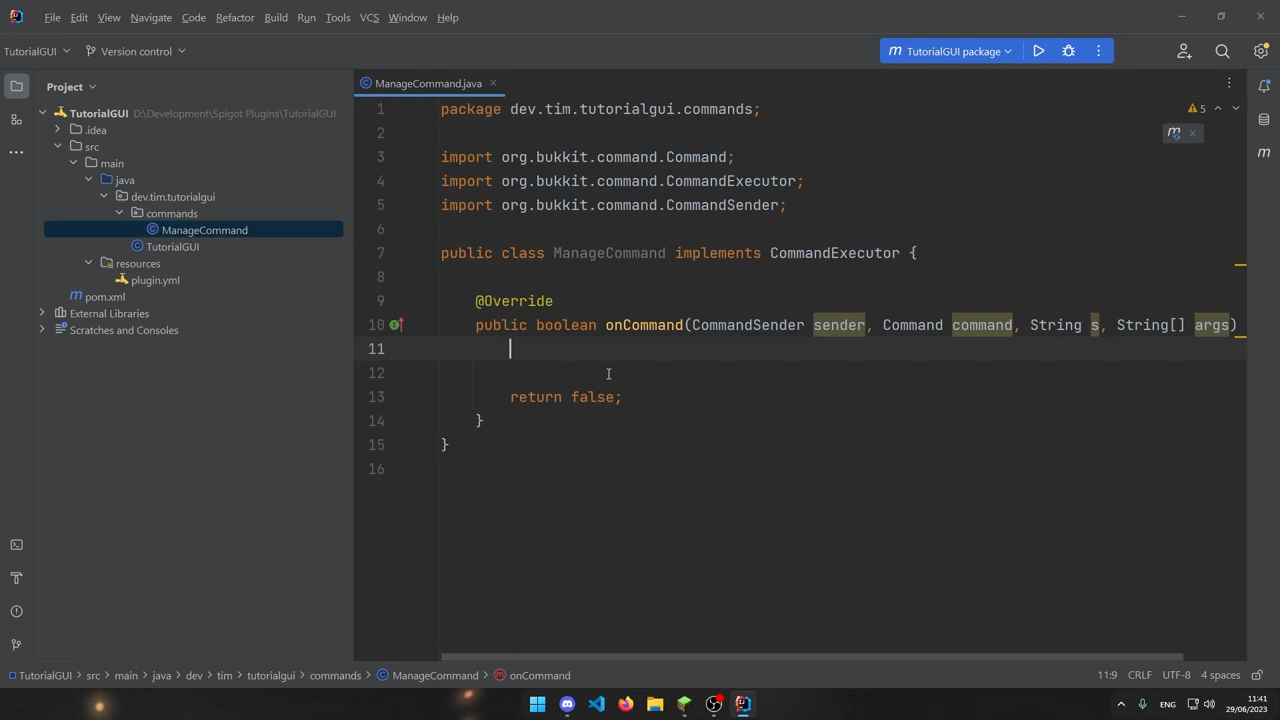 File Edit View Navigate Code Refactor Build Run Tools VCS Window Help
TutorialGUI Version control TutorialGUI package
Project
ManageCommand.java
TutorialGUI D:\Development\Spigot Plugins\TutorialGUI
.idea
src
main
java
dev.tim.tutorialgui
commands
ManageCommand
TutorialGUI
resources
plugin.yml
pom.xml
External Libraries
Scratches and Consoles
5
1 package dev.tim.tutorialgui.commands;
2
3 import org.bukkit.command.Command;
4 import org.bukkit.command.CommandExecutor;
5 import org.bukkit.command.CommandSender;
6
7 public class ManageCommand implements CommandExecutor {
8
9 @Override
10 public boolean onCommand(CommandSender sender, Command command, String s, String[] args)
11
12
13 return false;
14 }
15 }
16
TutorialGUI > src > main > java > dev > tim > tutorialgui > commands > ManageCommand > onCommand 11:9 CRLF UTF-8 4 spaces
ENG 11:41
29/06/2023